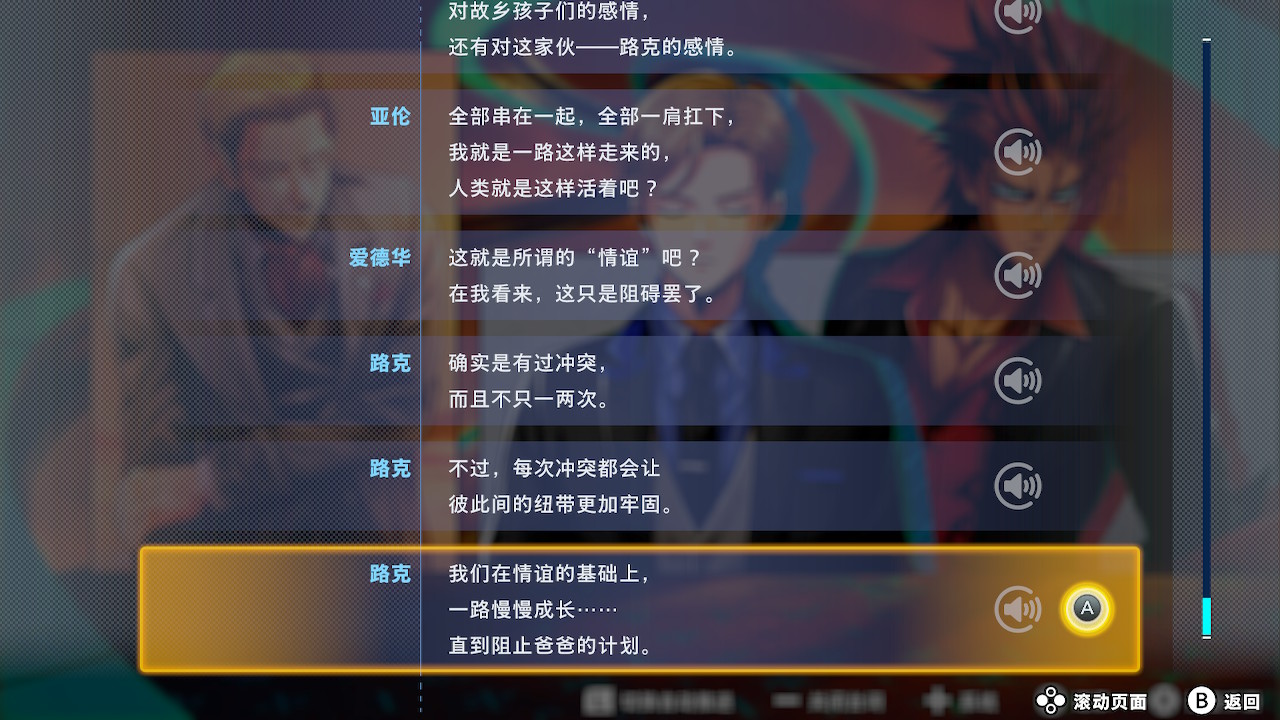 对故乡孩子们的感情，
还有对这家伙——路克的感情。
亚伦
全部串在一起，全部一肩扛下，
我就是一路这样走来的，
人类就是这样活着吧？
爱德华
这就是所谓的“情谊”吧？
在我看来，这只是阻碍罢了。
路克
确实是有过冲突，
而且不只一两次。
路克
不过，每次冲突都会让
彼此间的纽带更加牢固。
路克
我们在情谊的基础上，
一路慢慢成长……
直到阻止爸爸的计划。
A
滚动页面
B 返回